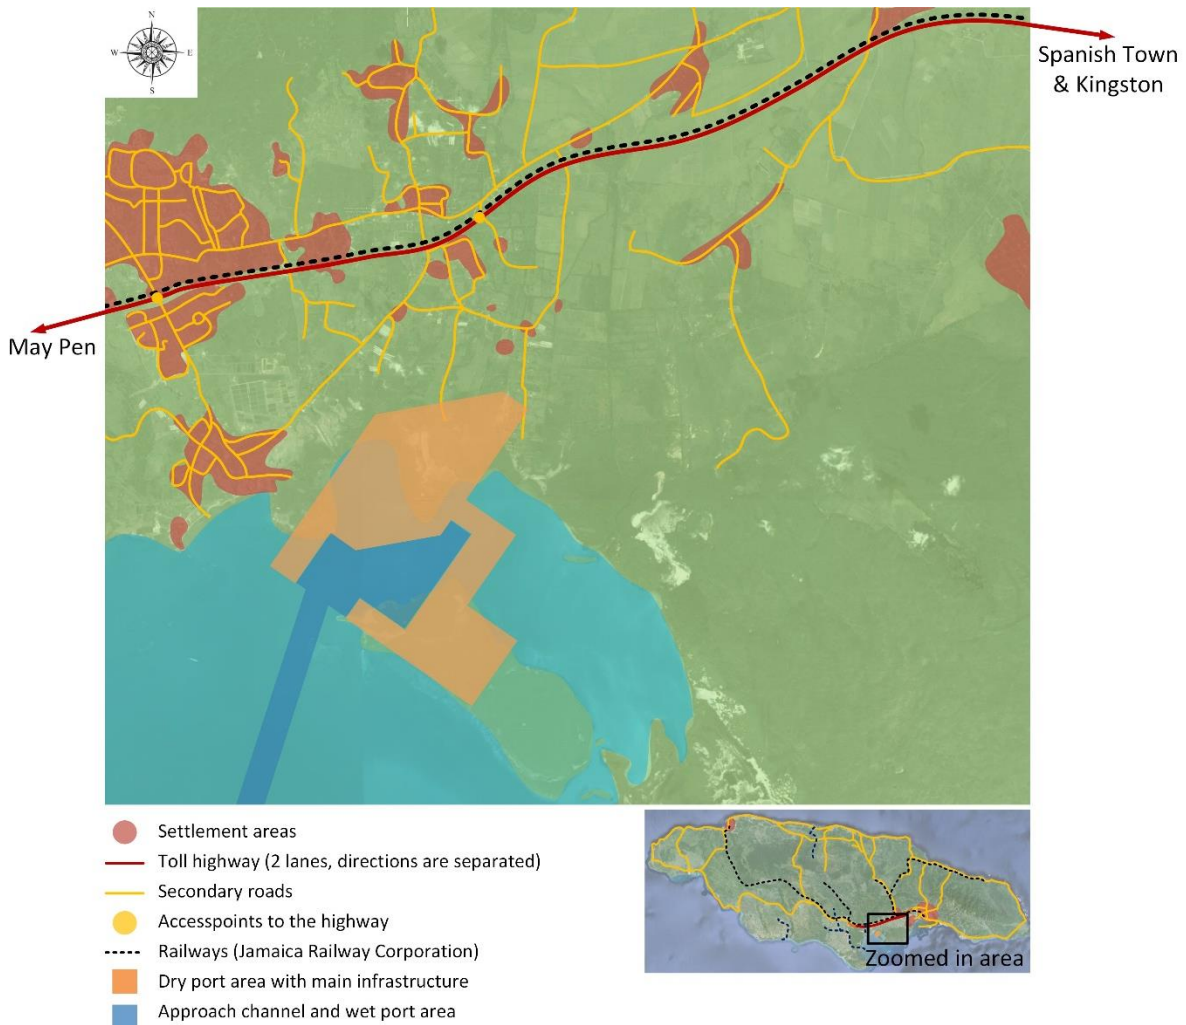 N
W
E
S
Spanish Town
& Kingston
May Pen
Settlement areas
Toll highway (2 lanes, directions are separated)
Secondary roads
Accesspoints to the highway
Railways (Jamaica Railway Corporation)
Dry port area with main infrastructure
Approach channel and wet port area
Zoomed in area